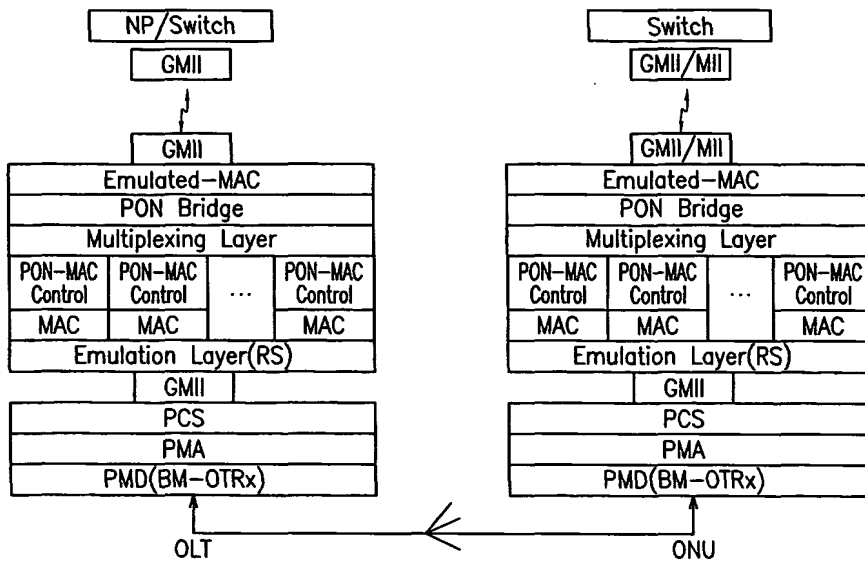 NP/Switch
GMII
GMII
Emulated-MAC
PON Bridge
Multiplexing Layer
PON-MAC Control
PON-MAC Control
...
PON-MAC Control
MAC
MAC
MAC
Emulation Layer(RS)
GMII
PCS
PMA
PMD(BM-OTRx)
OLT
Switch
GMII/MII
GMII/MII
Emulated-MAC
PON Bridge
Multiplexing Layer
PON-MAC Control
PON-MAC Control
...
PON-MAC Control
MAC
MAC
MAC
Emulation Layer(RS)
GMII
PCS
PMA
PMD(BM-OTRx)
ONU